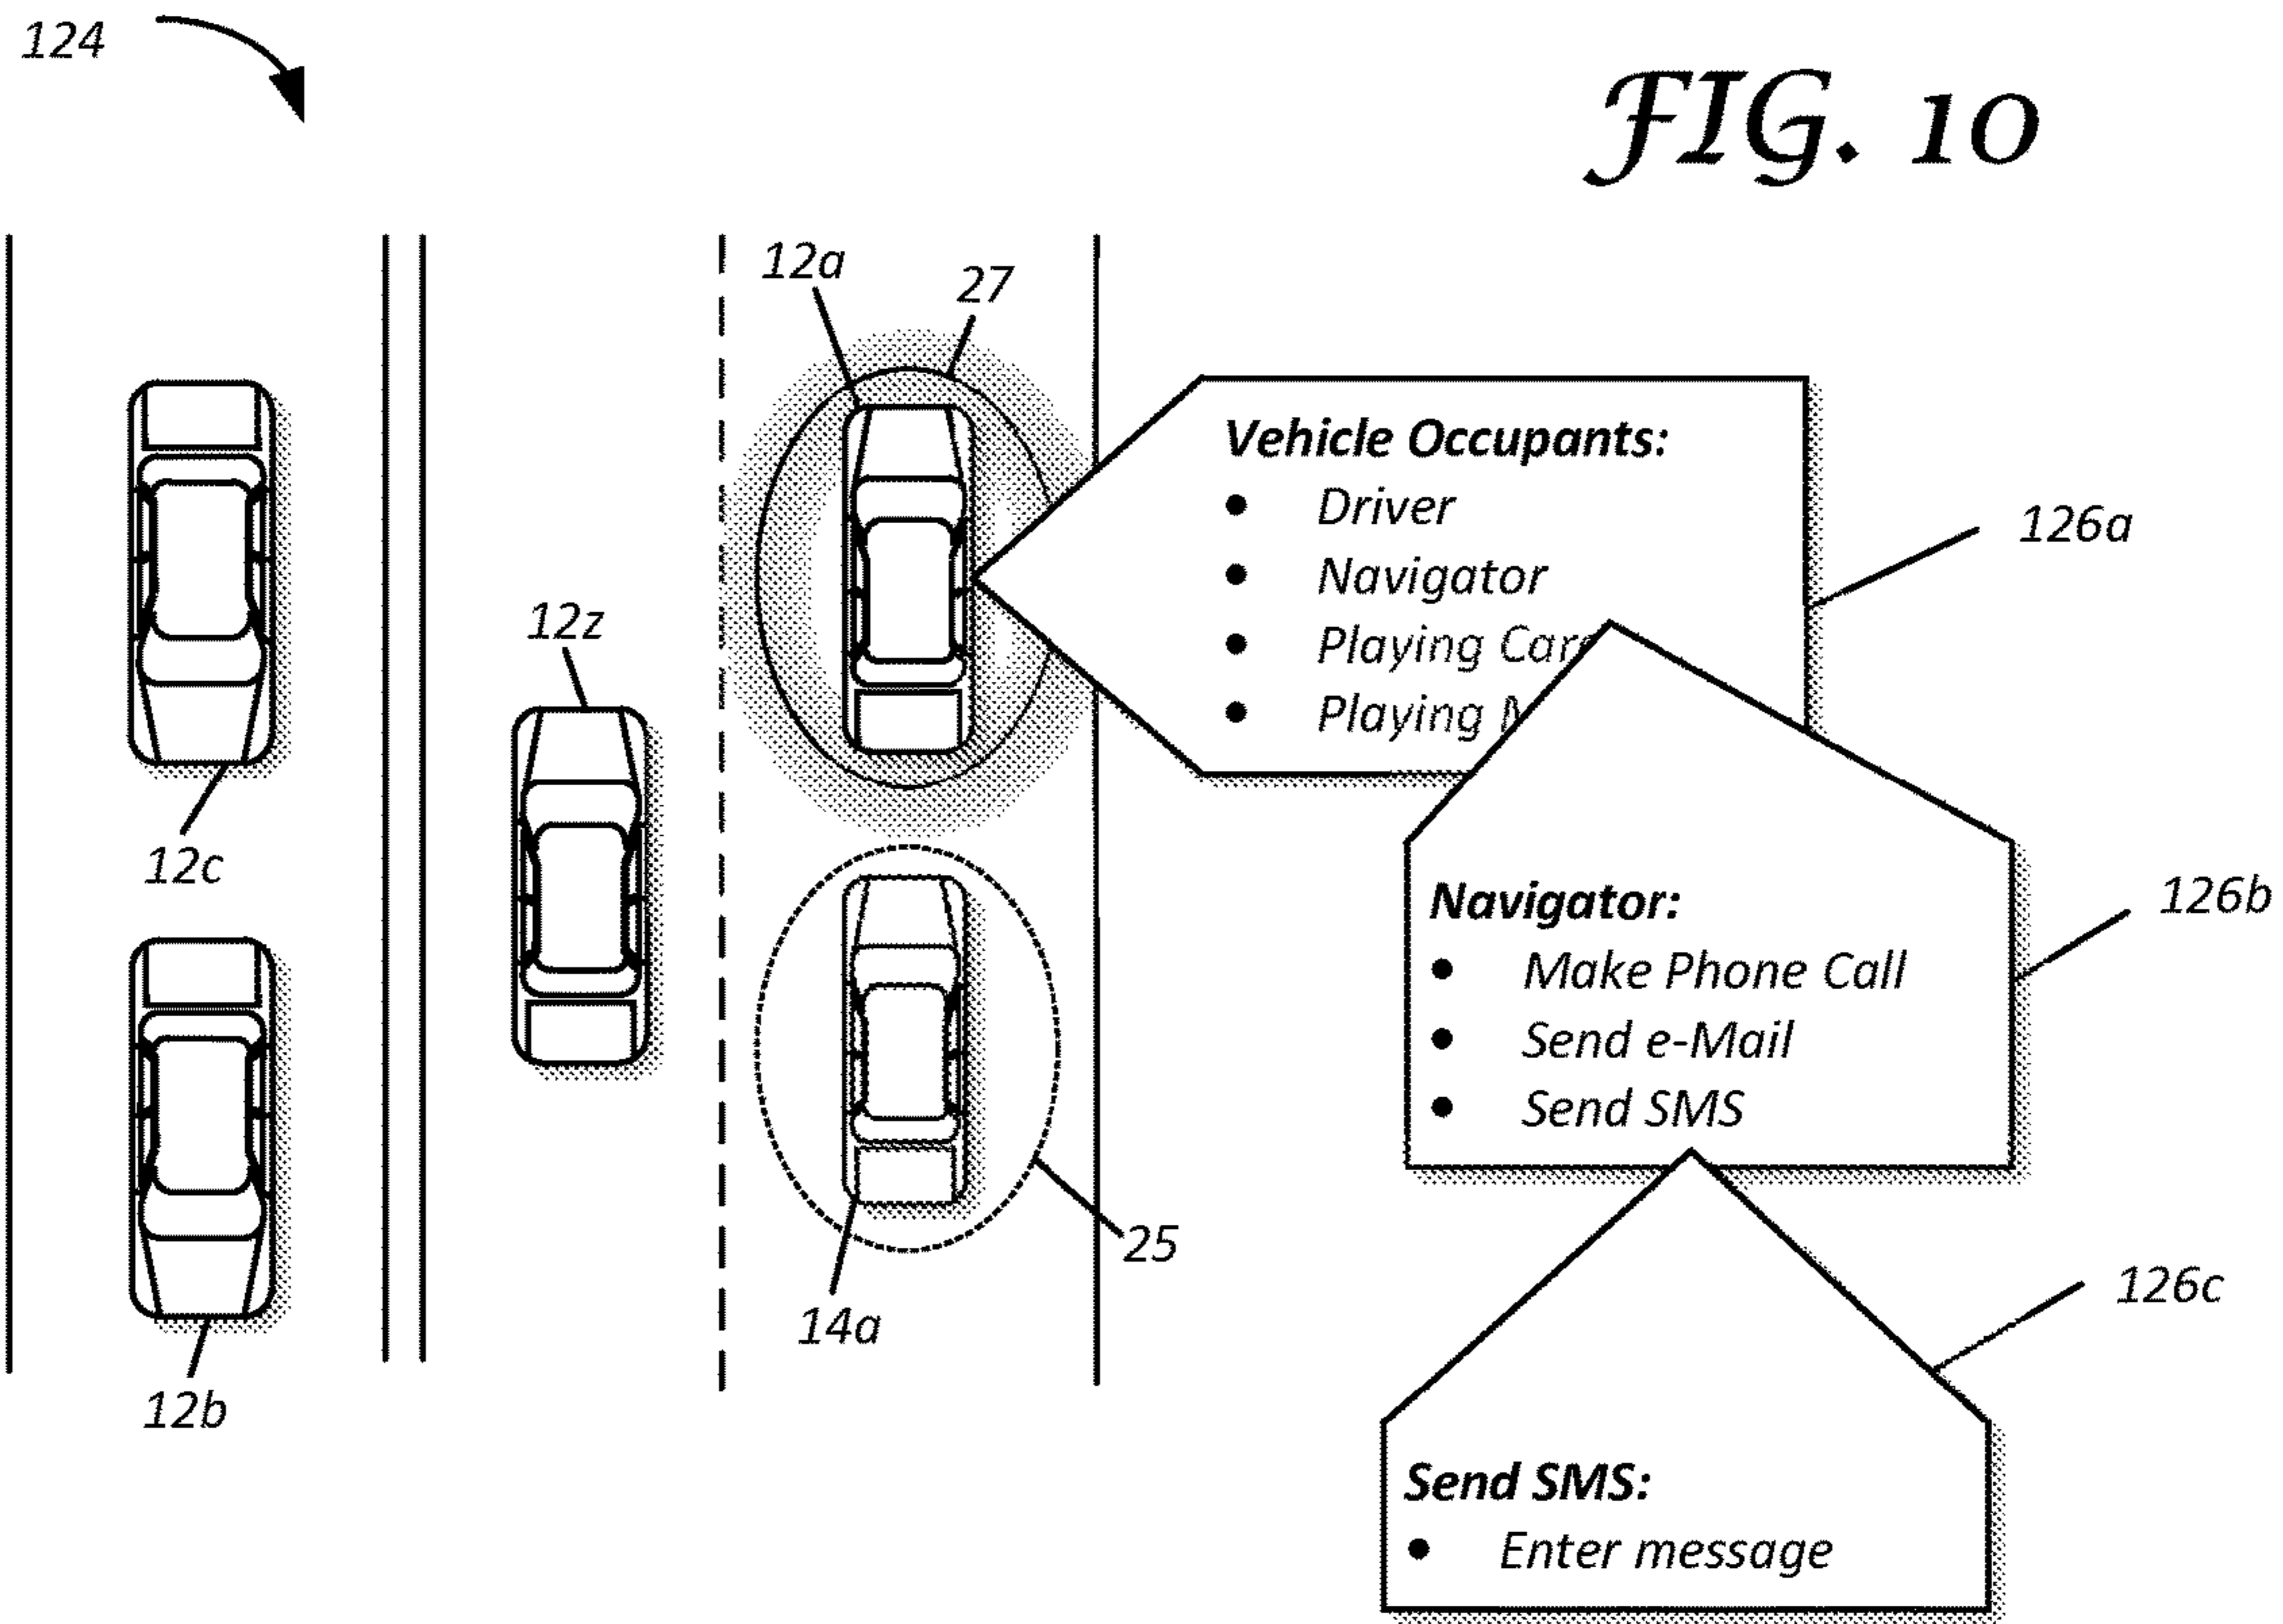 124
FIG. 10
12a
27
Vehicle Occupants:
• Driver
• Navigator
• Playing
• Playing
126a
12z
12c
Navigator:
• Make Phone Call
• Send e-Mail
• Send SMS
126b
25
14a
12b
126c
Send SMS:
• Enter message